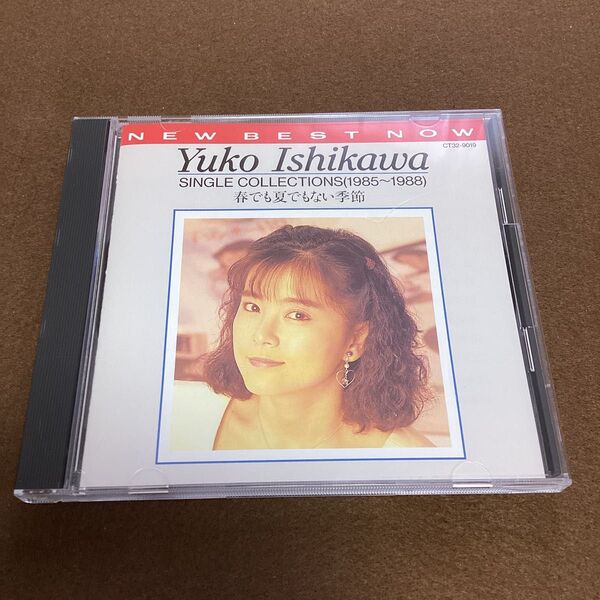 NEW BEST NOW
CT32-9019
Yuko Ishikawa
SINGLE COLLECTIONS(1985〜1988)
春でも夏でもない季節